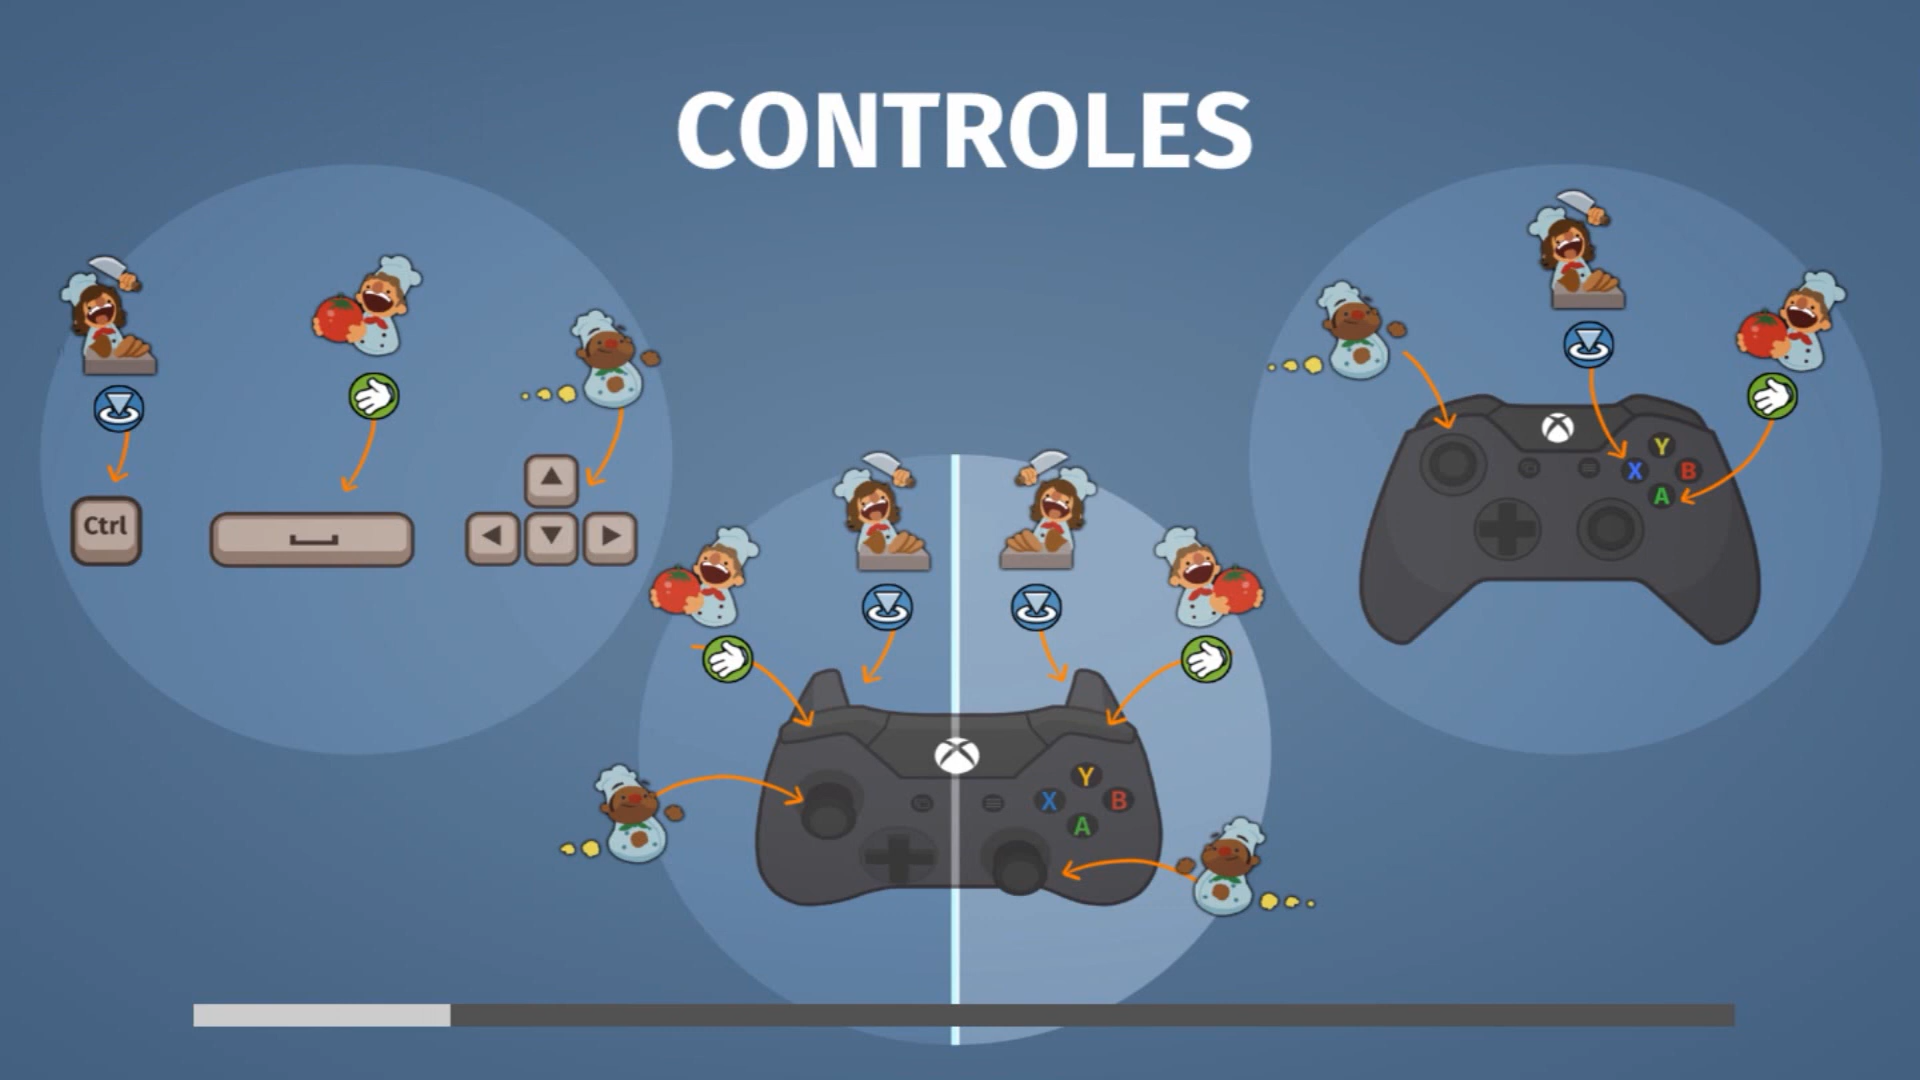 CONTROLES
Ctrl
Y
X B
A
Y
X B
A